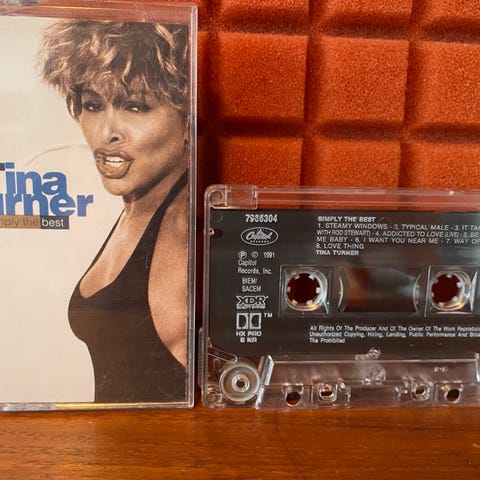 Tina
Turner
simply the best
7986304
SIMPLY THE BEST
1. STEAMY WINDOWS - 2. TYPICAL MALE - 3. IT TAK
WITH ROD STEWART) - 4. ADDICTED TO LOVE (LIVE) - 5. BE
ME BABY - 6. I WANT YOU NEAR ME - 7. WAY OF
8. LOVE THING
TINA TURNER
Capitol
℗ © 1991
Capitol
Records, Inc.
BIEM/
SACEM
XDR
HX PRO
B NR
All Rights Of The Producer And Of The Owner Of The Work Reproduc
Unauthorized Copying, Hiring, Lending, Public Performance And Broa
The Prohibited